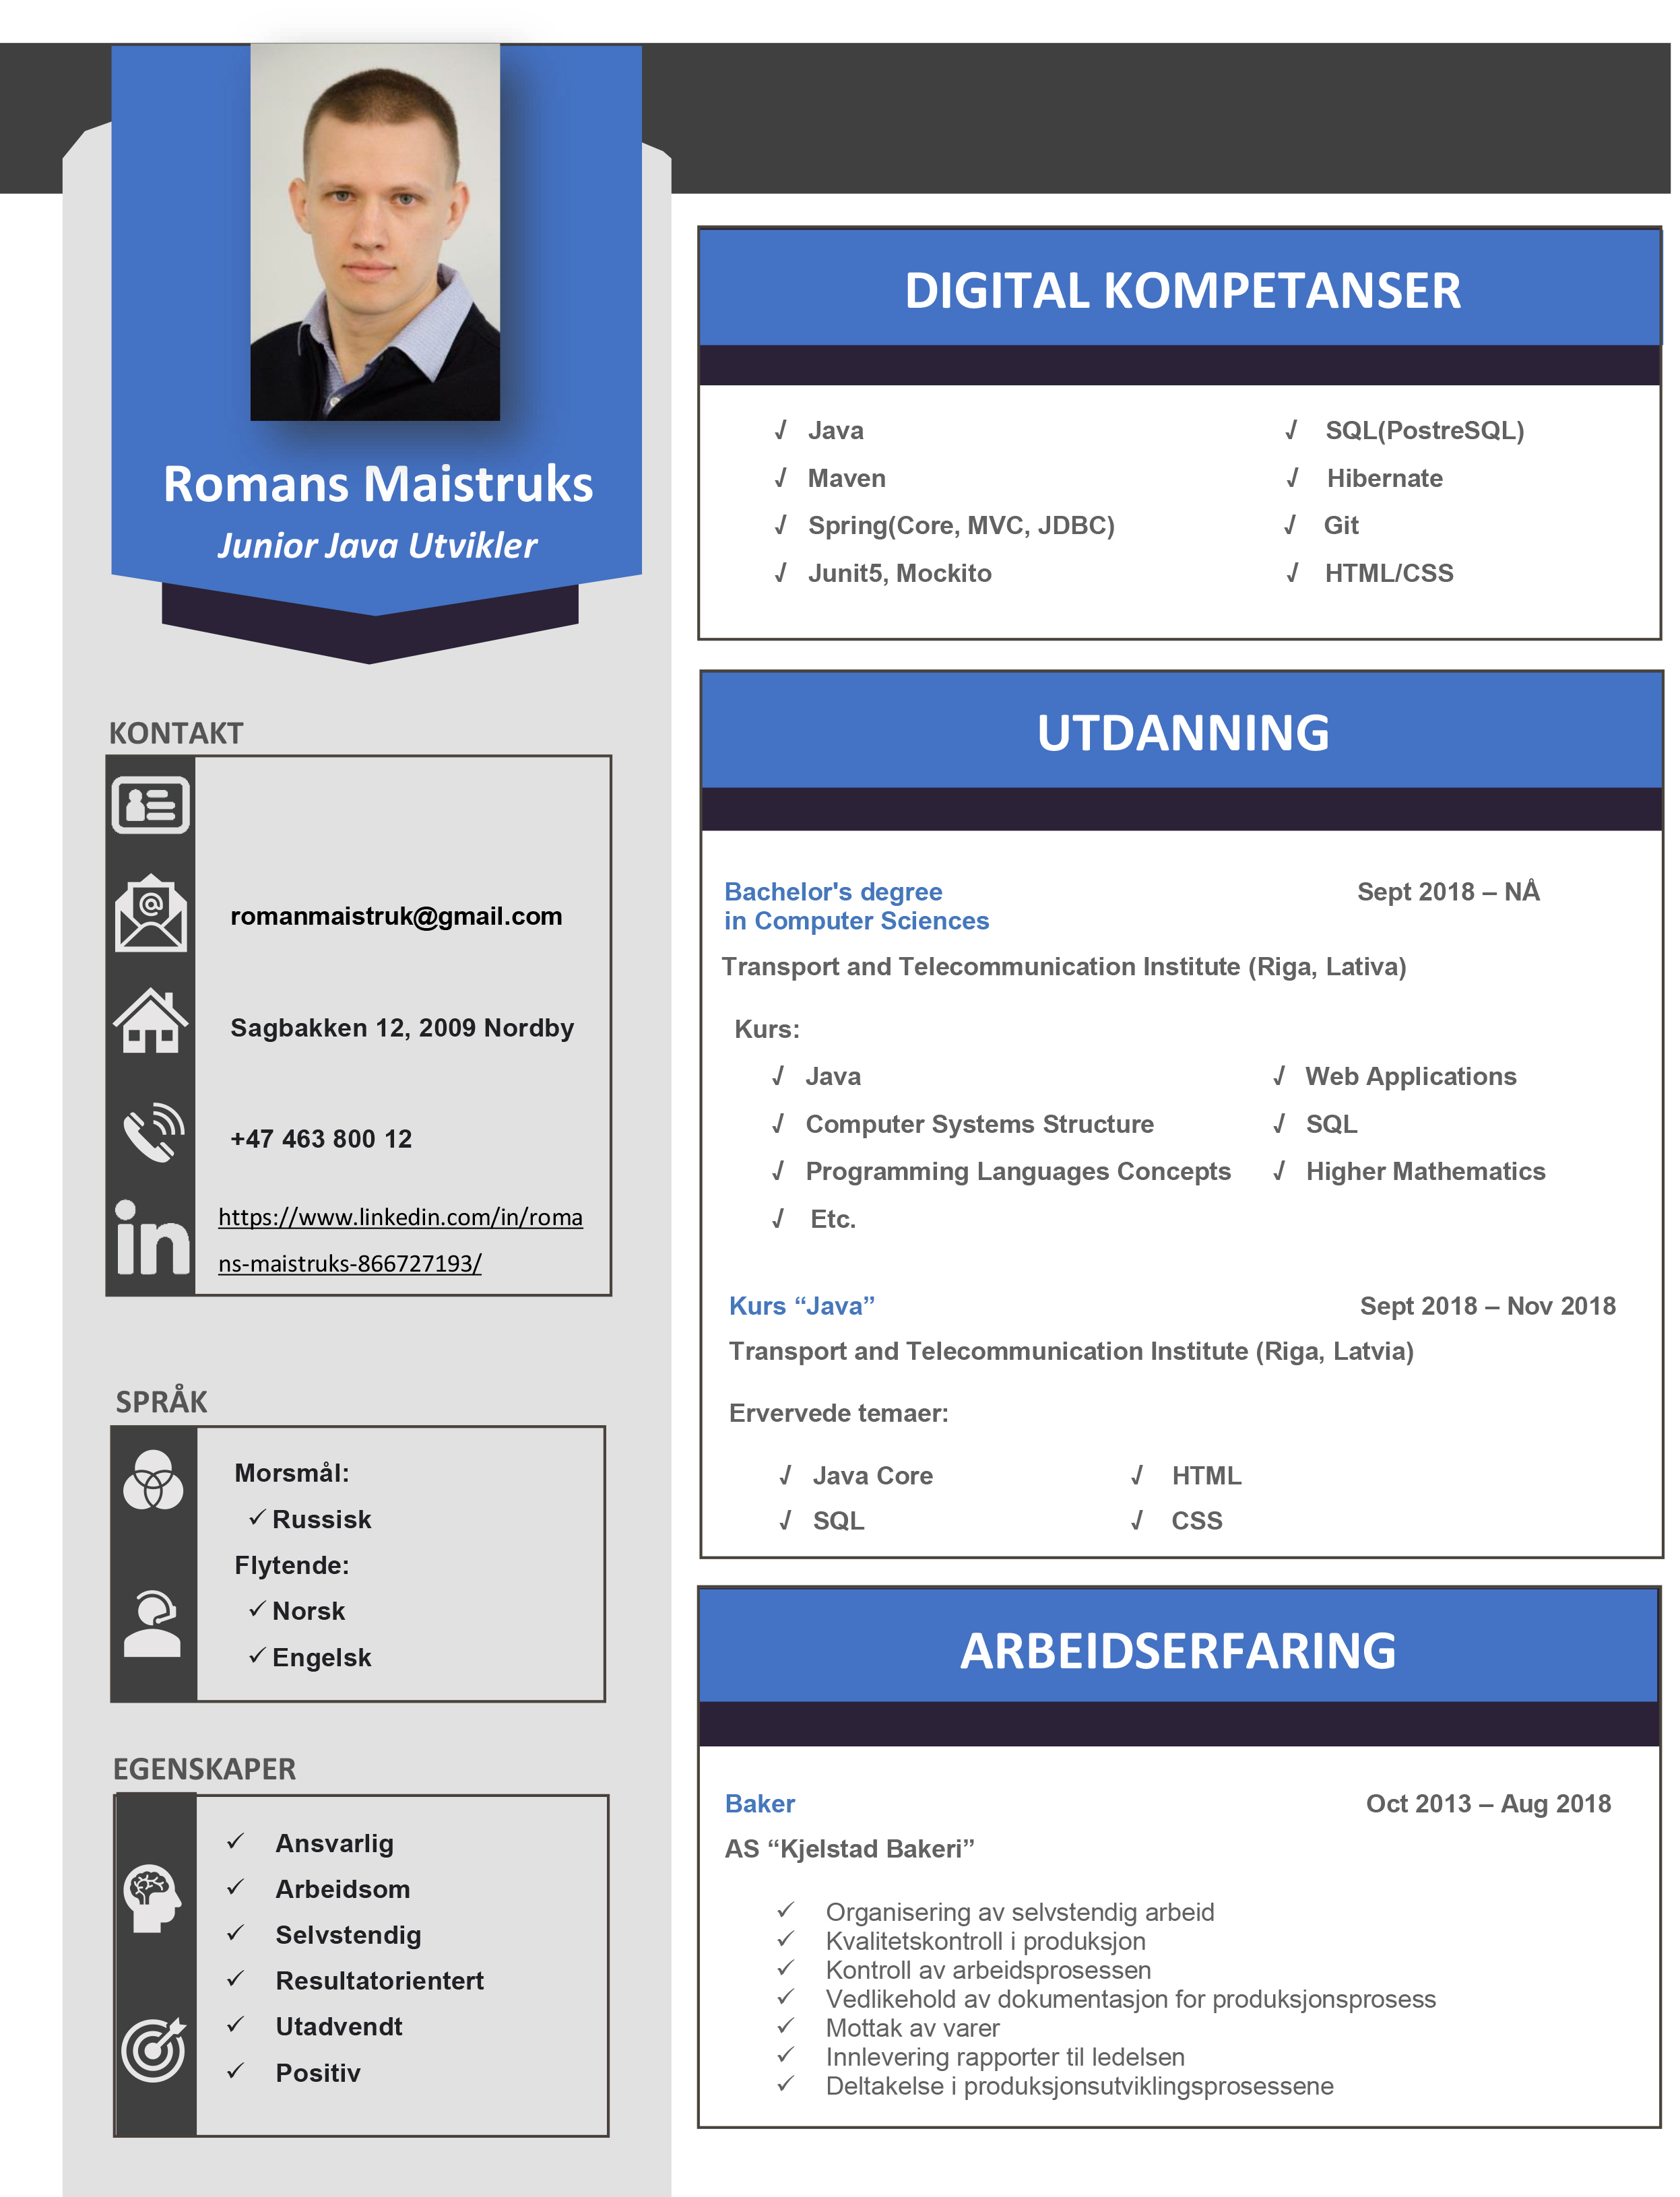 Romans Maistruks
Junior Java Utvikler
KONTAKT
romanmaistruk@gmail.com
Sagbakken 12, 2009 Nordby
+47 463 800 12
in
https://www.linkedin.com/in/roma
ns-maistruks-866727193/
SPRÅK
Morsmål:
✓ Russisk
Flytende:
✓ Norsk
✓ Engelsk
EGENSKAPER
✓ Ansvarlig
✓ Arbeidsom
✓ Selvstendig
✓ Resultatorientert
✓ Utadvendt
✓ Positiv
DIGITAL KOMPETANSER
√ Java
√ Maven
√ Spring(Core, MVC, JDBC)
√ Junit5, Mockito
√ SQL(PostreSQL)
√ Hibernate
√ Git
√ HTML/CSS
UTDANNING
Bachelor's degree Sept 2018 – NÅ
in Computer Sciences
Transport and Telecommunication Institute (Riga, Lativa)
Kurs:
√ Java
√ Computer Systems Structure
√ Programming Languages Concepts
√ Etc.
√ Web Applications
√ SQL
√ Higher Mathematics
Kurs “Java” Sept 2018 – Nov 2018
Transport and Telecommunication Institute (Riga, Latvia)
Ervervede temaer:
√ Java Core
√ SQL
√ HTML
√ CSS
ARBEIDSERFARING
Baker Oct 2013 – Aug 2018
AS “Kjelstad Bakeri”
✓ Organisering av selvstendig arbeid
✓ Kvalitetskontroll i produksjon
✓ Kontroll av arbeidsprosessen
✓ Vedlikehold av dokumentasjon for produksjonsprosess
✓ Mottak av varer
✓ Innlevering rapporter til ledelsen
✓ Deltakelse i produksjonsutviklingsprosessene